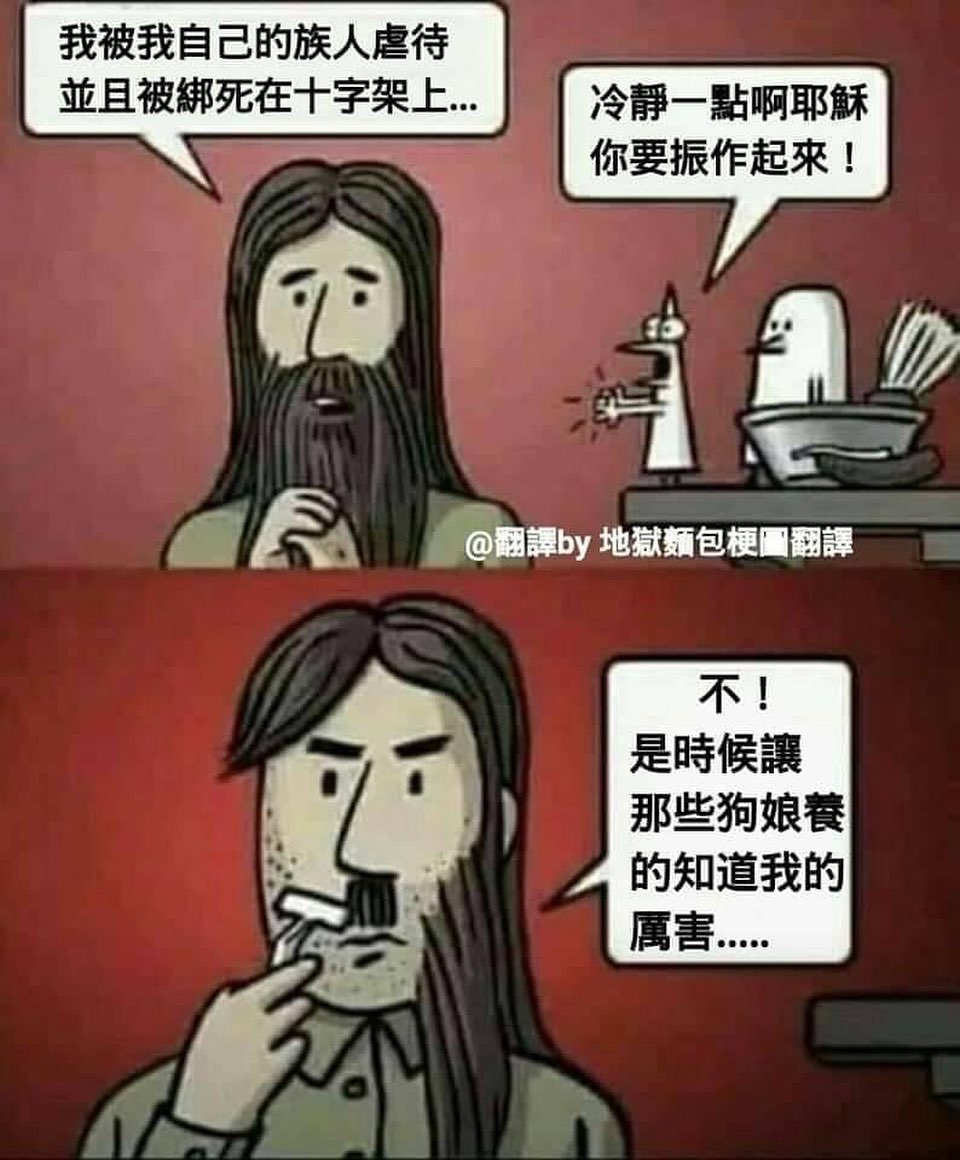 我被我自己的族人虐待
並且被綁死在十字架上...
冷靜一點啊耶穌
你要振作起來！
@翻譯by 地獄麵包梗圖翻譯
不！
是時候讓
那些狗娘養
的知道我的
厲害.....